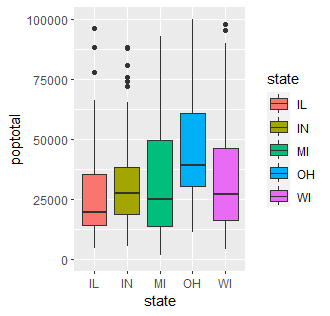 100000
75000
50000
25000
0
poptotal
IL IN MI OH WI
state
state
IL
IN
MI
OH
WI